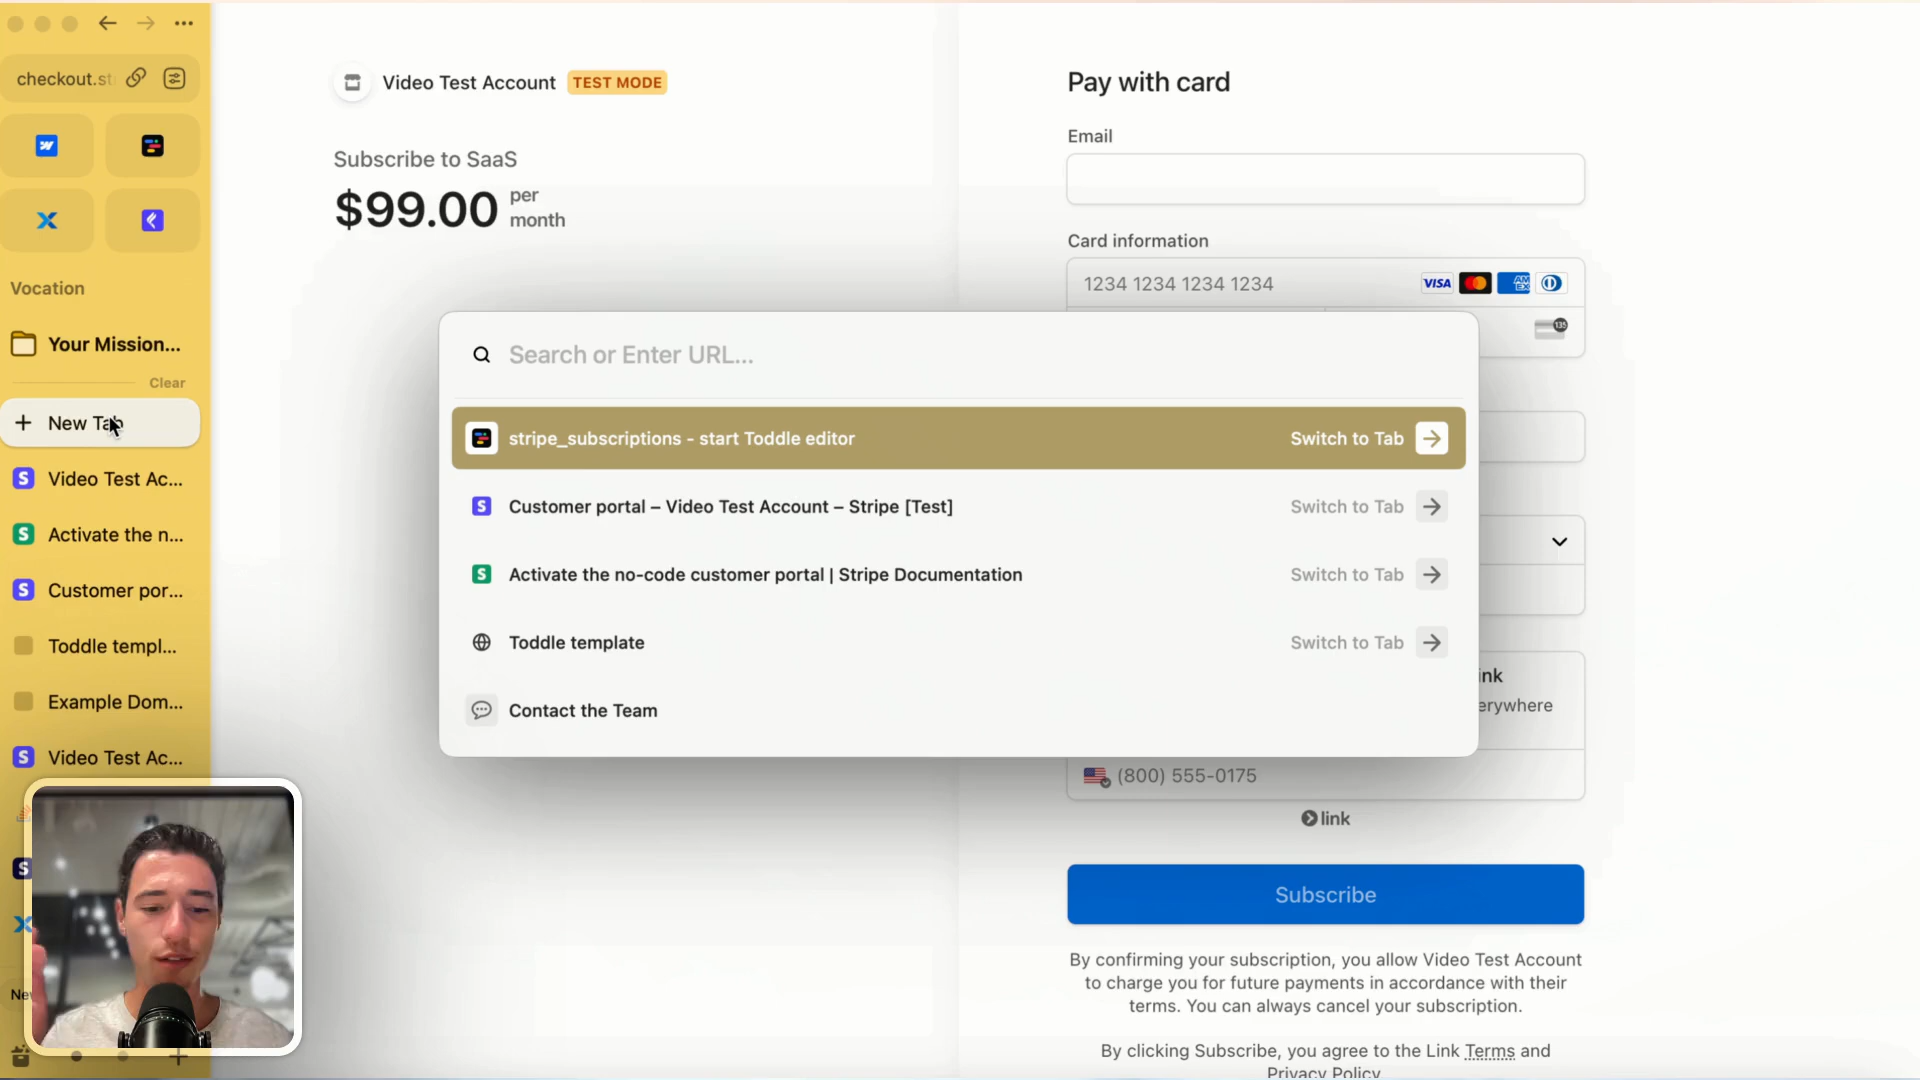 checkout.st
Vocation
Your Mission...
Clear
New Tab
Video Test Ac...
Activate the n...
Customer por...
Toddle templ...
Example Dom...
Video Test Ac...
Nev
Video Test Account
TEST MODE
Subscribe to SaaS
$99.00
per
month
Search or Enter URL...
stripe_subscriptions - start Toddle editor
Switch to Tab
Customer portal – Video Test Account – Stripe [Test]
Switch to Tab
Activate the no-code customer portal | Stripe Documentation
Switch to Tab
Toddle template
Switch to Tab
Contact the Team
Pay with card
Email
Card information
1234 1234 1234 1234
VISA
AM
EX
135
ink
erywhere
(800) 555-0175
link
Subscribe
By confirming your subscription, you allow Video Test Account
to charge you for future payments in accordance with their
terms. You can always cancel your subscription.
By clicking Subscribe, you agree to the Link Terms and
Privacy Policy.